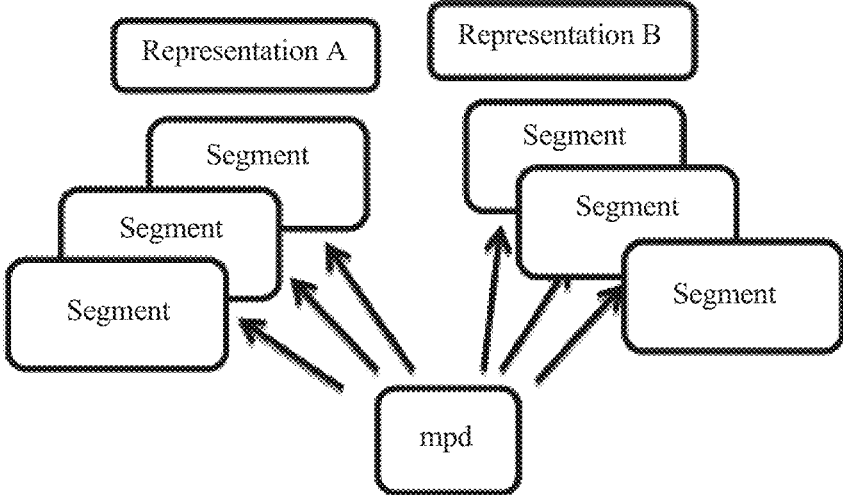 Representation A
Representation B
Segment
Segment
Segment
Segment
Segment
Segment
mpd